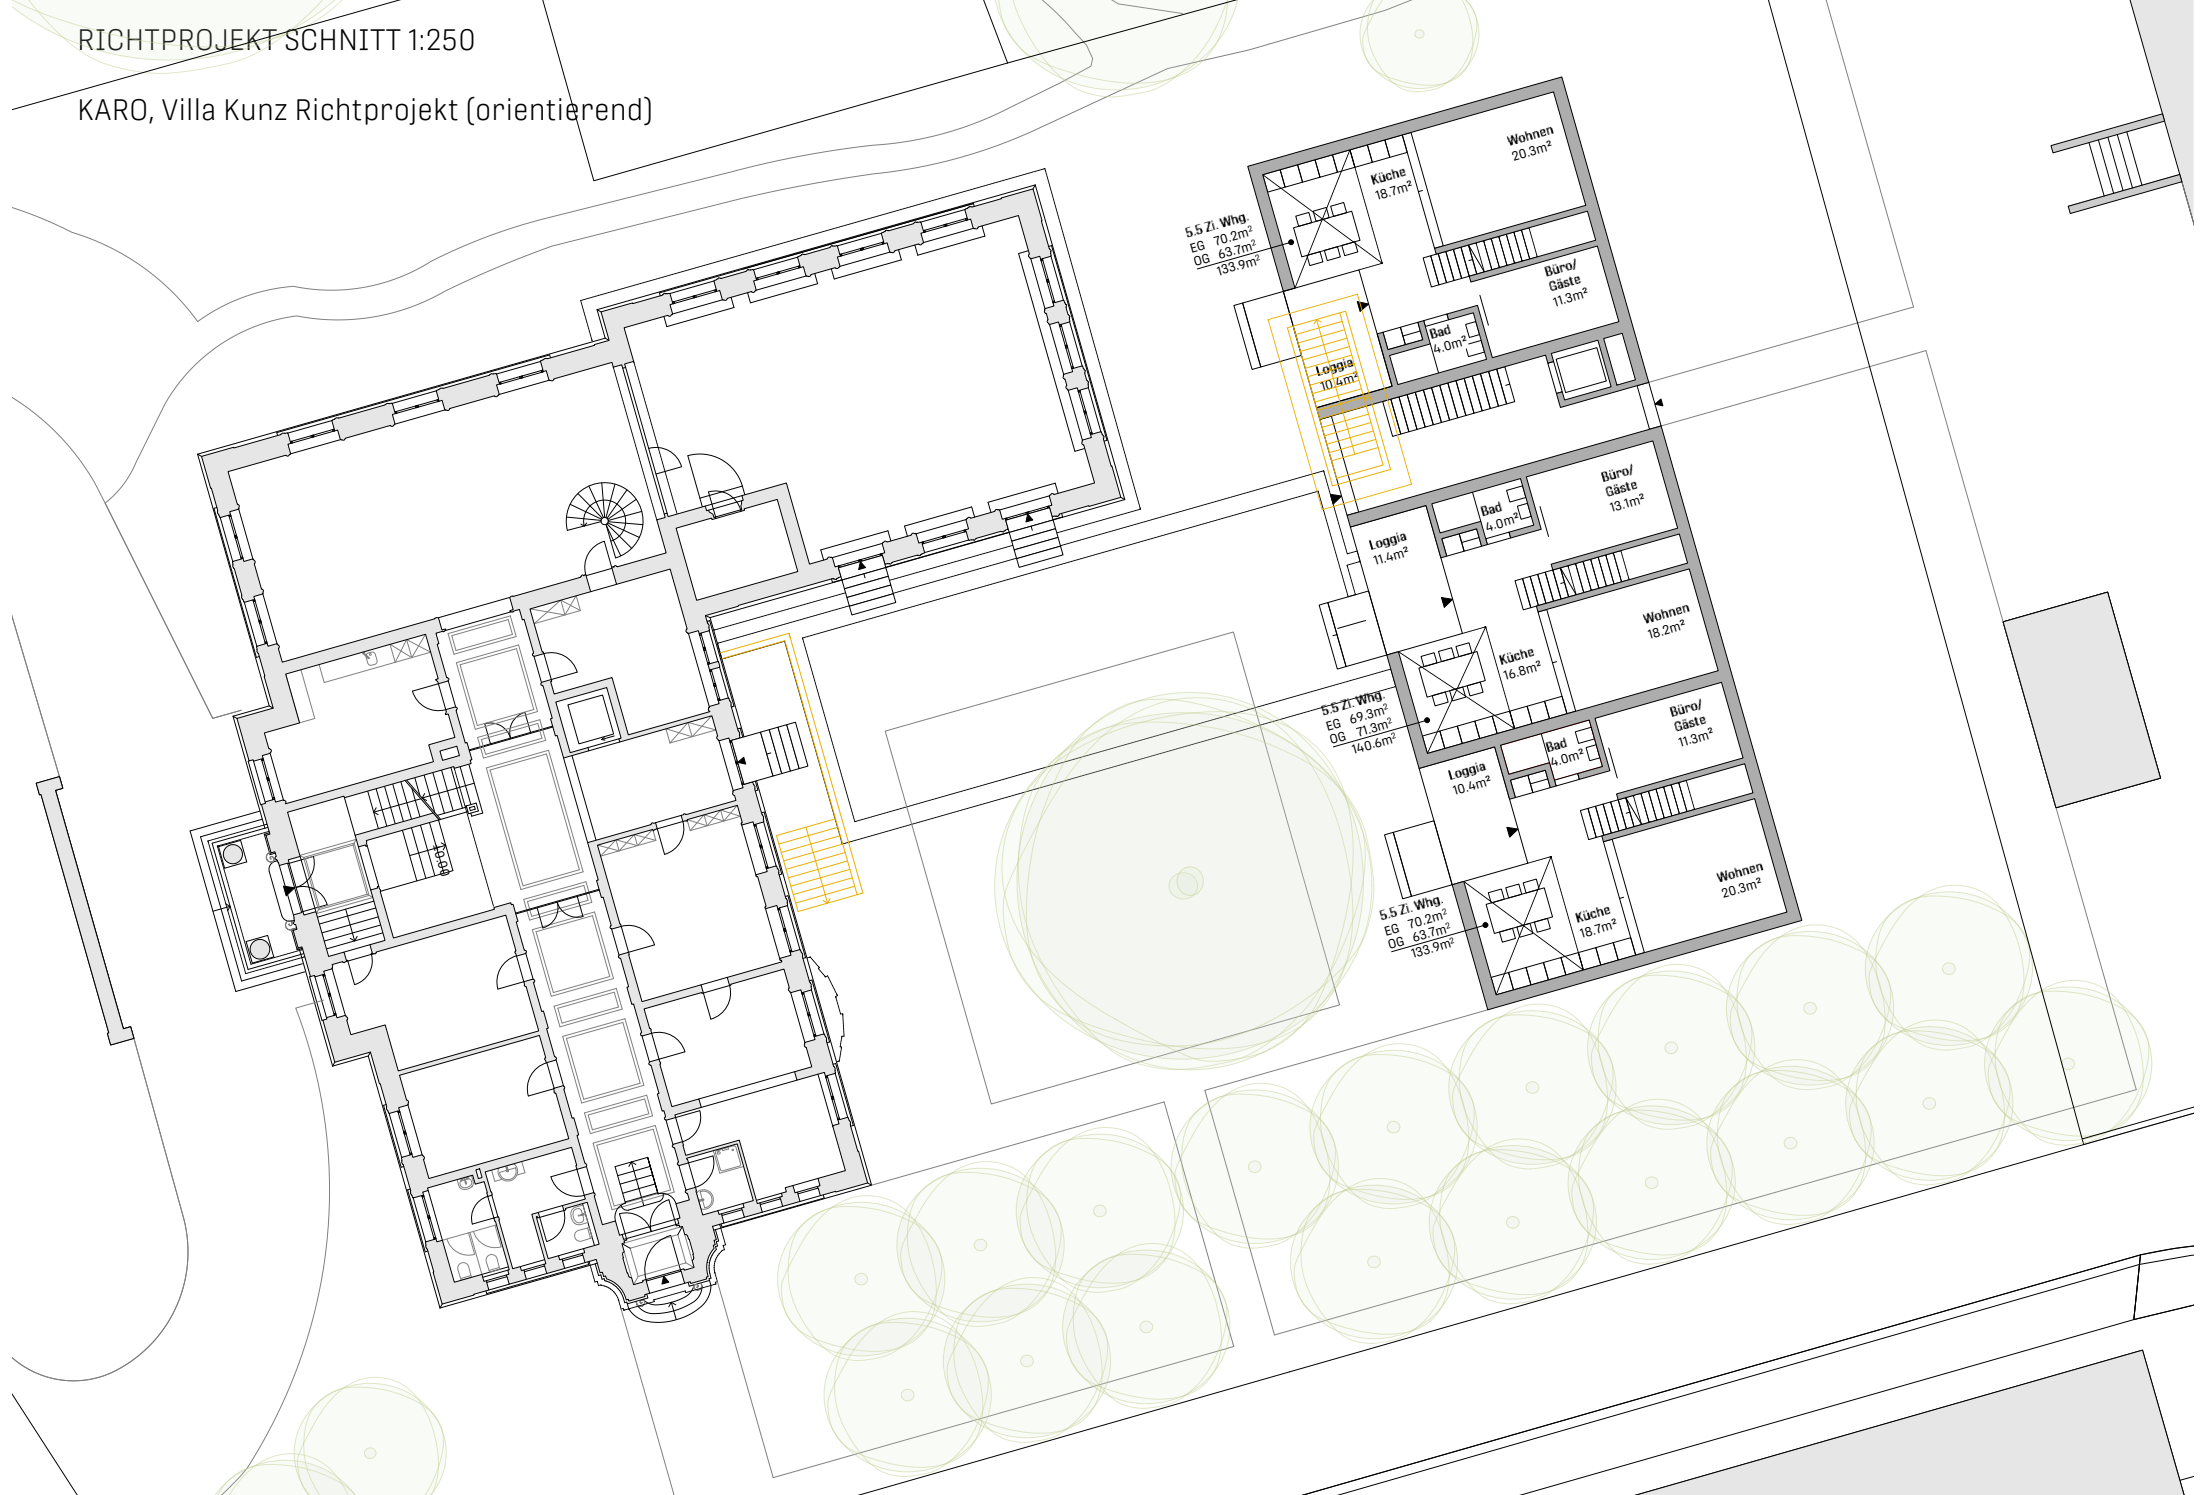 RICHTPROJEKT SCHNITT 1:250
KARO, Villa Kunz Richtprojekt (orientierend)
Wohnen
20.3m²
Küche
18.7m²
5.5 Zi. Whg.
EG 70.2m²
OG 63.7m²
133.9m²
Büro/
Gäste
11.3m²
Bad
4.0m²
Loggia
10.4m²
Büro/
Gäste
13.1m²
Bad
4.0m²
Loggia
11.4m²
Wohnen
18.2m²
Küche
16.8m²
5.5 Zi. Whg.
EG 69.3m²
OG 71.3m²
140.6m²
Büro/
Gäste
11.3m²
Bad
4.0m²
Loggia
10.4m²
Wohnen
20.3m²
Küche
18.7m²
5.5 Zi. Whg.
EG 70.2m²
OG 63.7m²
133.9m²